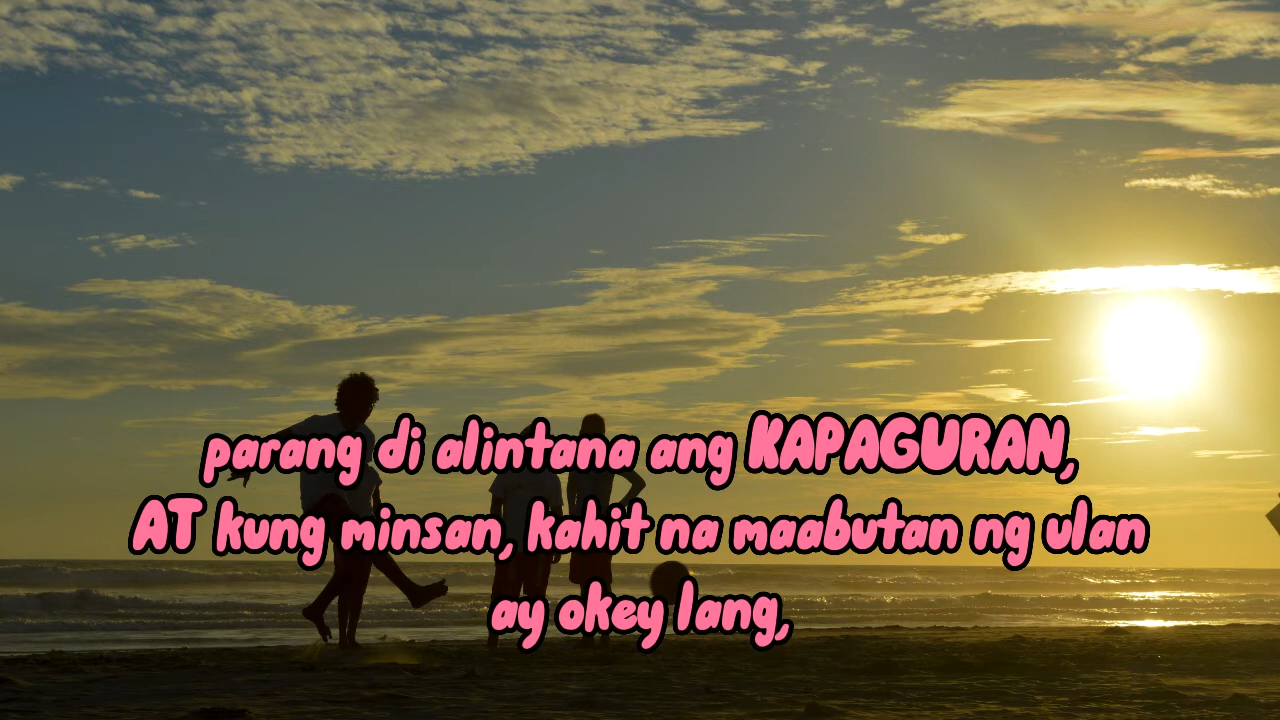 parang di alintana ang KAPAGURAN,
AT kung minsan, kahit na maabutan ng ulan
ay okey lang,